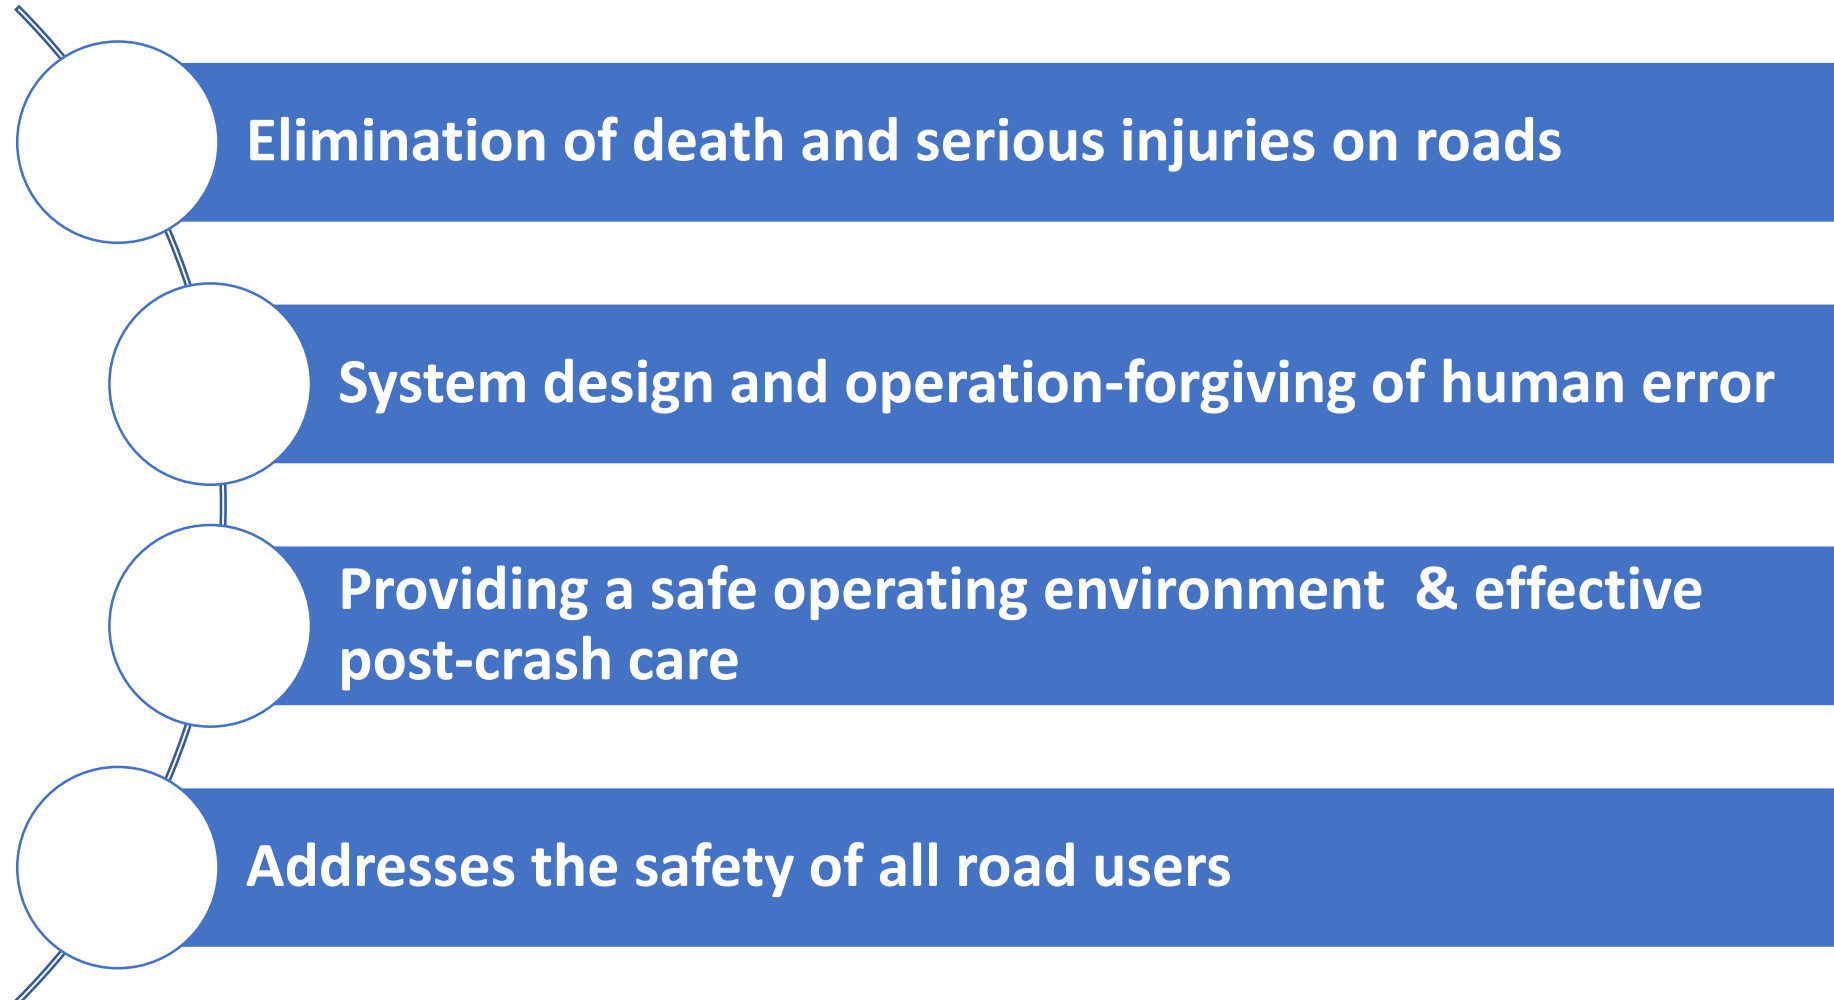 Elimination of death and serious injuries on roads
System design and operation-forgiving of human error
Providing a safe operating environment  & effective
post-crash care
Addresses the safety of all road users